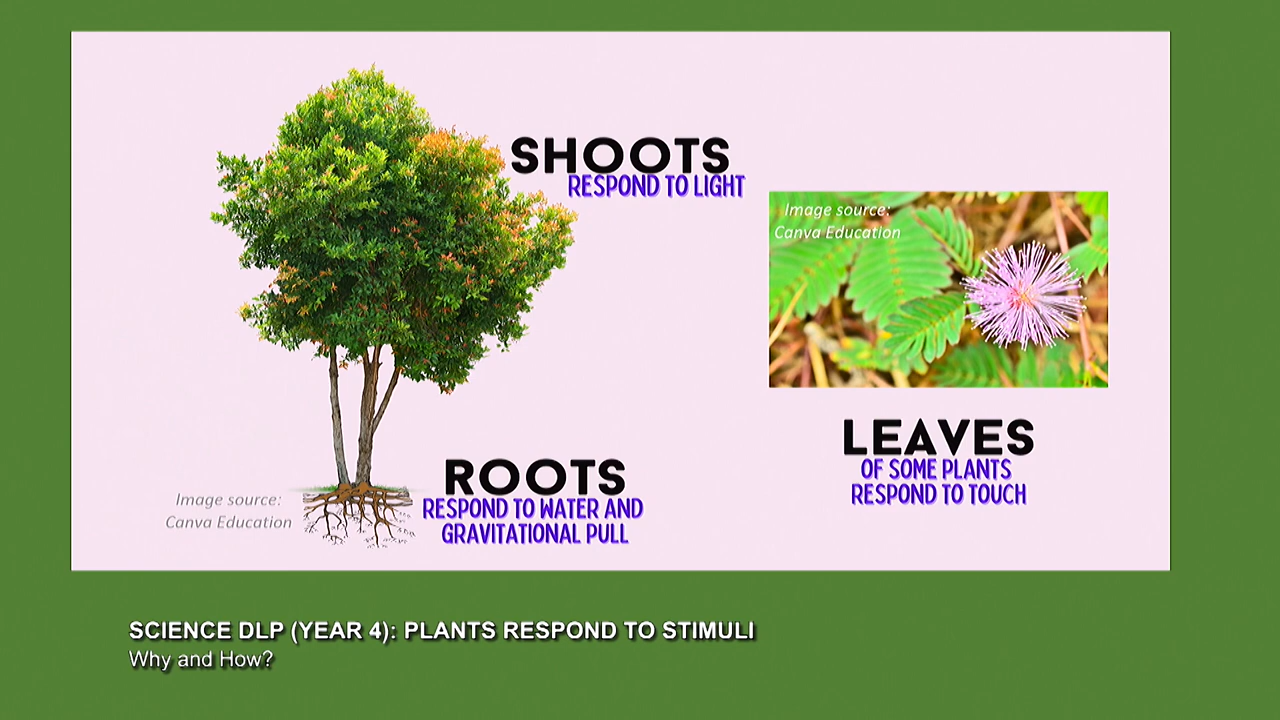 SHOOTS
RESPOND TO LIGHT
Image source:
Canva Education
LEAVES
OF SOME PLANTS
RESPOND TO TOUCH
ROOTS
RESPOND TO WATER AND
GRAVITATIONAL PULL
Image source:
Canva Education
SCIENCE DLP (YEAR 4): PLANTS RESPOND TO STIMULI
Why and How?